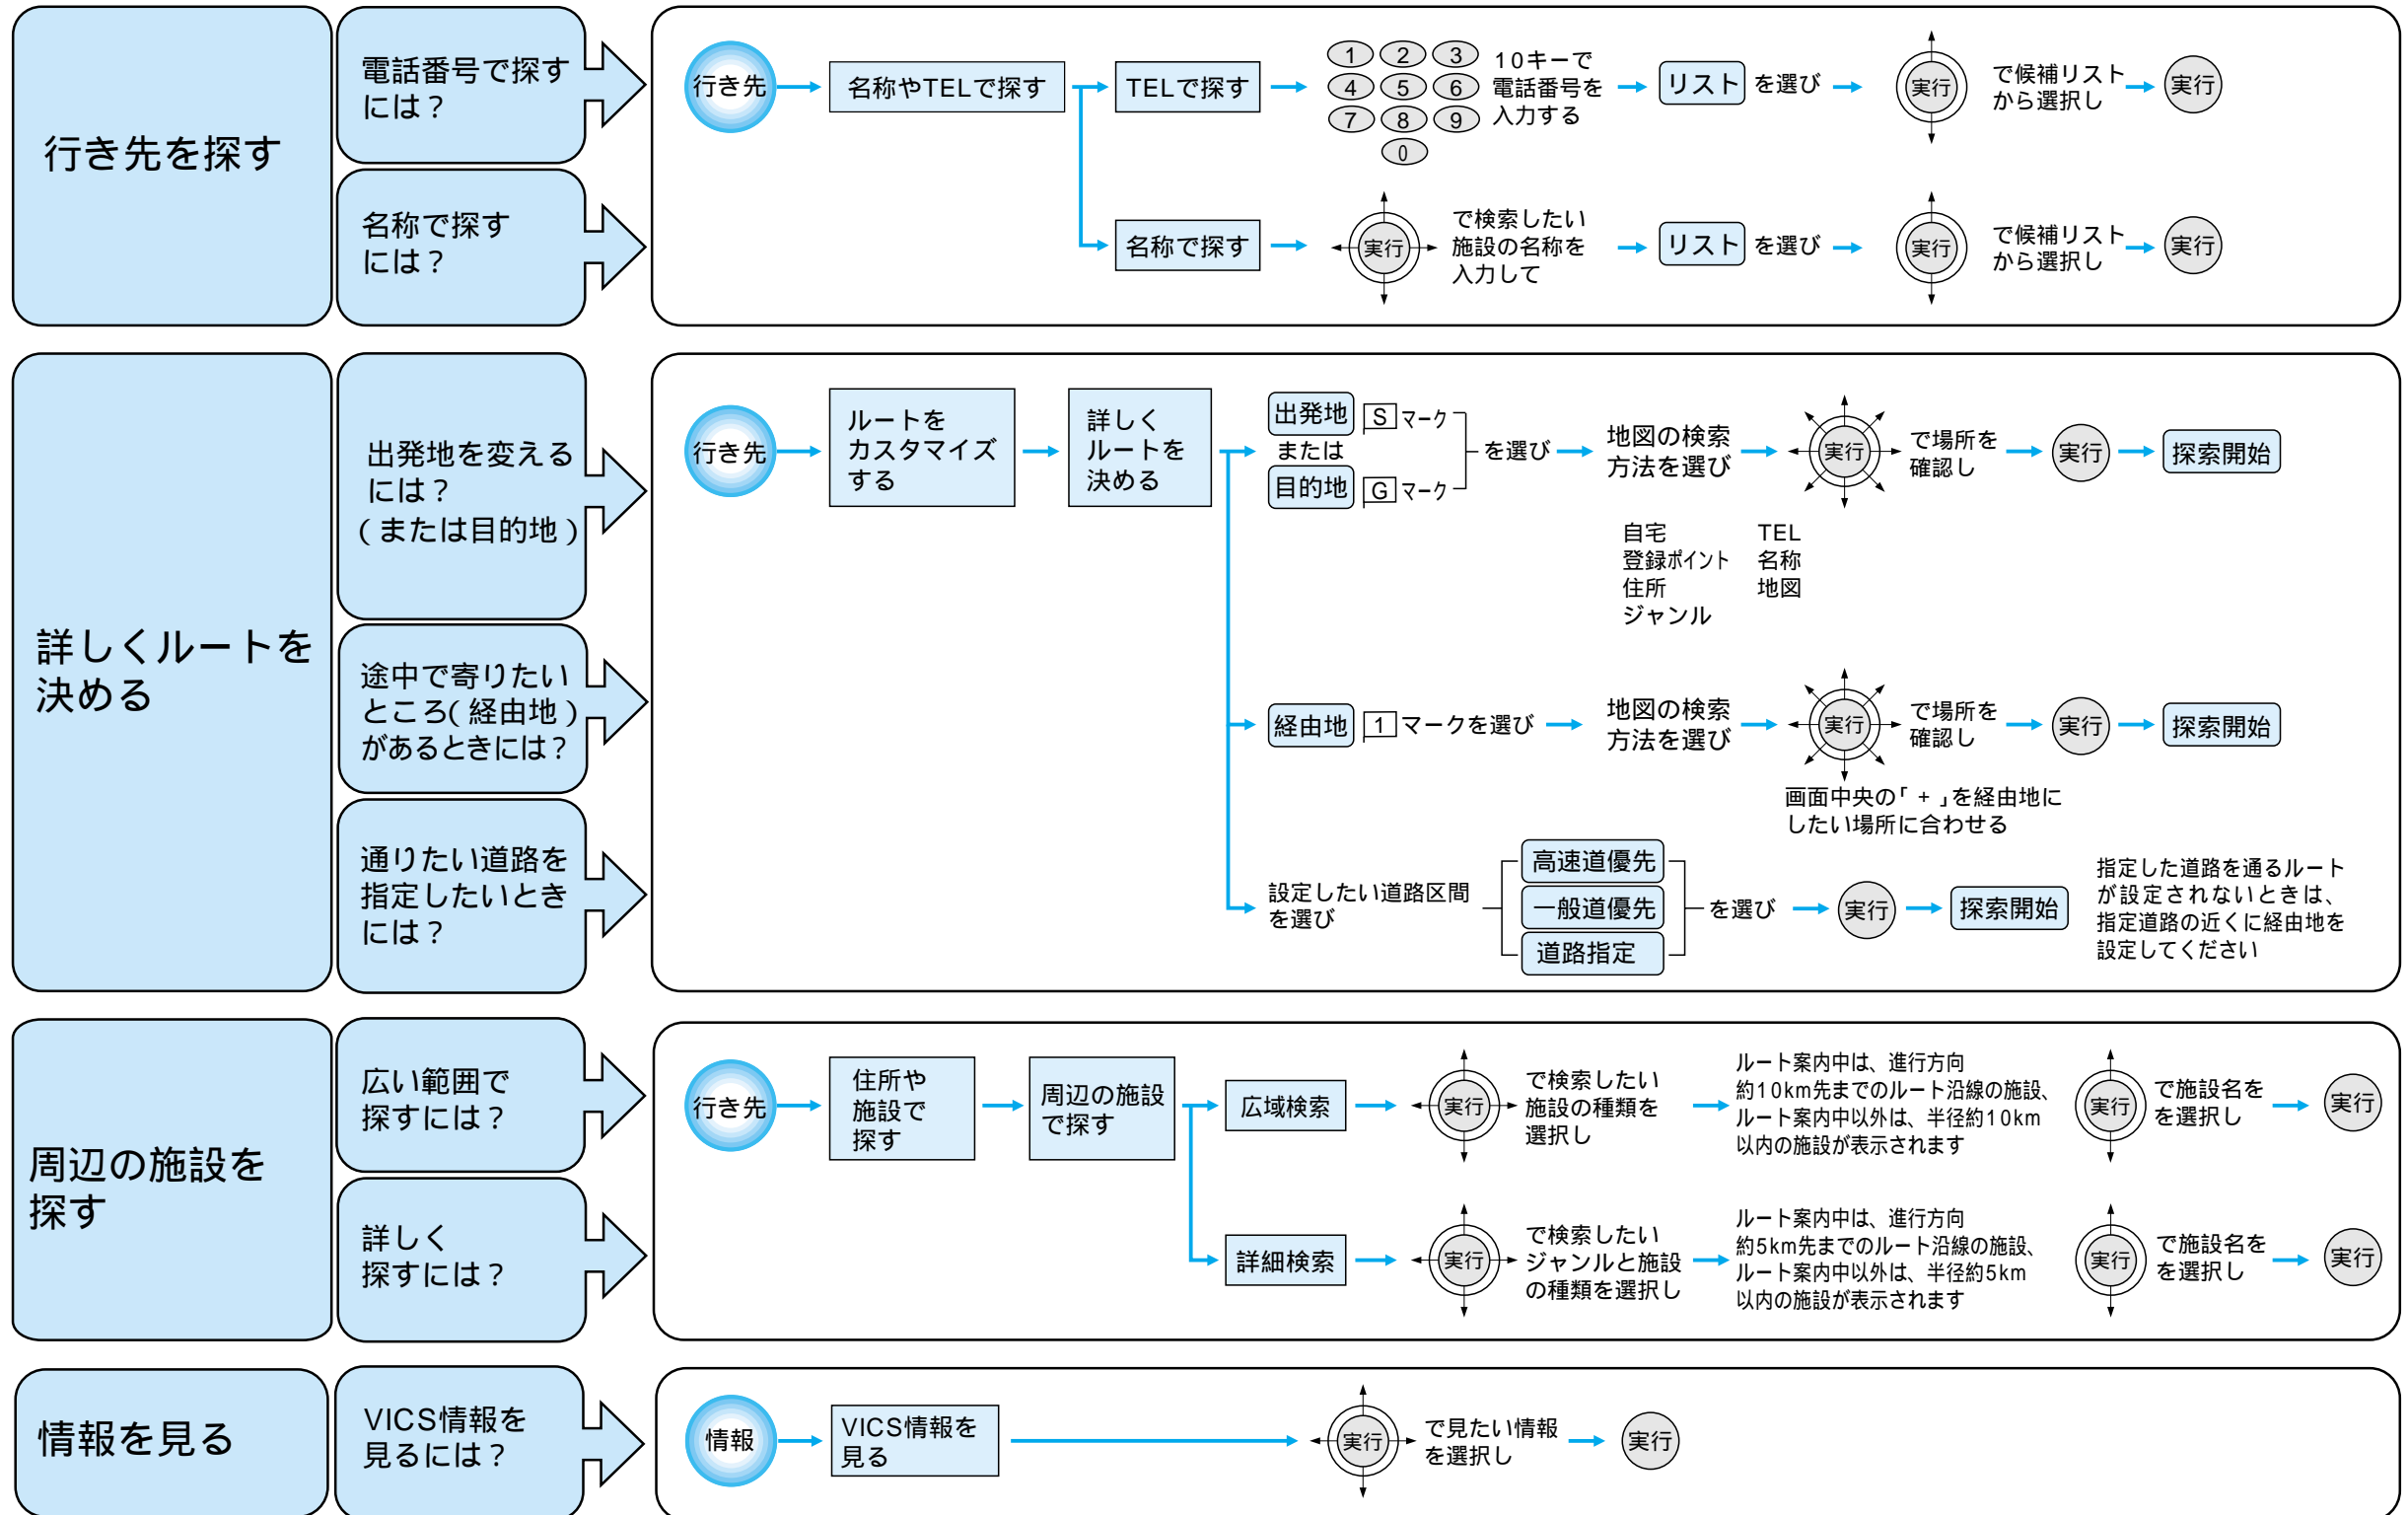 行き先を探す
電話番号で探す
には？
行き先
名称やTELで探す
TELで探す
1 2 3
4 5 6
7 8 9
0
10キーで
電話番号を
入力する
リスト を選び
実行
で候補リスト
から選択し
実行
名称で探す
には？
名称で探す
実行
で検索したい
施設の名称を
入力して
リスト を選び
実行
で候補リスト
から選択し
実行
詳しくルートを
決める
出発地を変える
には？
（または目的地）
行き先
ルートを
カスタマイズ
する
詳しく
ルートを
決める
出発地 S マーク
または
目的地 G マーク
を選び
地図の検索
方法を選び
実行
で場所を
確認し
実行
探索開始
自宅 TEL
登録ポイント 名称
住所 地図
ジャンル
途中で寄りたい
ところ（経由地）
があるときには？
経由地 1 マークを選び
地図の検索
方法を選び
実行
で場所を
確認し
実行
探索開始
画面中央の「+」を経由地に
したい場所に合わせる
通りたい道路を
指定したいとき
には？
設定したい道路区間
を選び
高速道優先
一般道優先
道路指定
を選び
実行
探索開始
指定した道路を通るルート
が設定されないときは、
指定道路の近くに経由地を
設定してください
周辺の施設を
探す
広い範囲で
探すには？
行き先
住所や
施設で
探す
周辺の施設
で探す
広域検索
実行
で検索したい
施設の種類を
選択し
ルート案内中は、進行方向
約10km先までのルート沿線の施設、
ルート案内中以外は、半径約10km
以内の施設が表示されます
実行
で施設名を
を選択し
実行
詳しく
探すには？
詳細検索
実行
で検索したい
ジャンルと施設
の種類を選択し
ルート案内中は、進行方向
約5km先までのルート沿線の施設、
ルート案内中以外は、半径約5km
以内の施設が表示されます
実行
で施設名を
を選択し
実行
情報を見る
VICS情報を
見るには？
情報
VICS情報を
見る
実行
で見たい情報
を選択し
実行